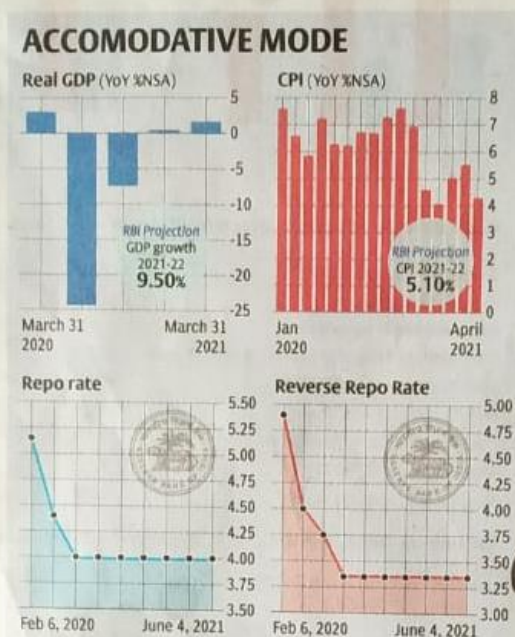 ACCOMODATIVE MODE
Real GDP (YoY %NSA)
5
0
-5
-10
-15
-20
-25
RBI Projection
GDP growth
2021-22
9.50%
March 31
2020
March 31
2021
CPI (YoY %NSA)
8
7
6
5
4
3
2
1
0
RBI Projection
CPI 2021-22
5.10%
Jan
2020
April
2021
Repo rate
5.50
5.25
5.00
4.75
4.50
4.25
4.00
3.75
3.50
Feb 6, 2020
June 4, 2021
Reverse Repo Rate
5.00
4.75
4.50
4.25
4.00
3.75
3.50
3.25
3.00
Feb 6, 2020
June 4, 2021